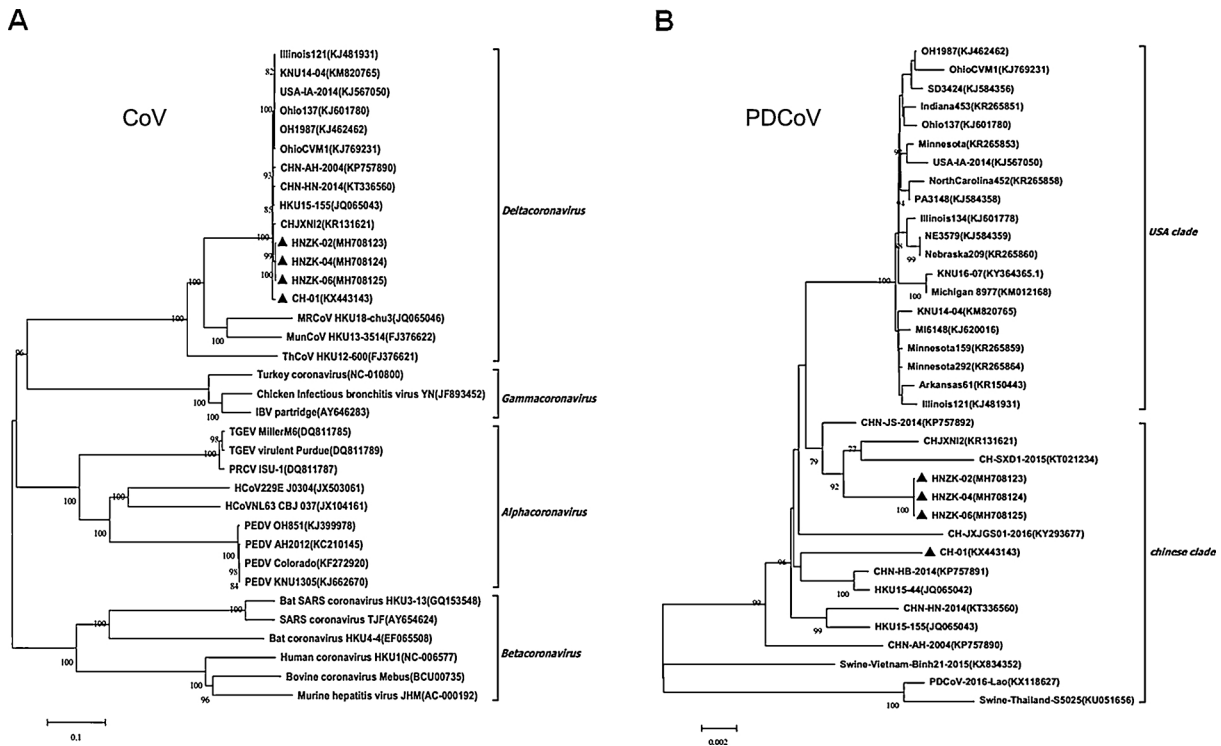 A
CoV
Illinois121(KJ481931)
KNU14-04(KM820765)
USA-IA-2014(KJ567050)
Ohio137(KJ601780)
OH1987(KJ462462)
OhioCVM1(KJ769231)
CHN-AH-2004(KP757890)
CHN-HN-2014(KT336560)
HKU15-155(JQ065043)
CHJXNI2(KR131621)
HNZK-02(MH708123)
HNZK-04(MH708124)
HNZK-06(MH708125)
CH-01(KX443143)
MRCoV HKU18-chu3(JQ065046)
MunCoV HKU13-3514(FJ376622)
ThCoV HKU12-600(FJ376621)
Turkey coronavirus(NC-010800)
Chicken Infectious bronchitis virus YN(JF893452)
IBV partridge(AY646283)
TGEV MillerM6(DQ811785)
TGEV virulent Purdue(DQ811789)
PRCV ISU-1(DQ811787)
HCoV229E J0304(JX503061)
HCoVNL63 CBJ 037(JX104161)
PEDV OH851(KJ399978)
PEDV AH2012(KC210145)
PEDV Colorado(KF272920)
PEDV KNU1305(KJ662670)
Bat SARS coronavirus HKU3-13(GQ153548)
SARS coronavirus TJF(AY654624)
Bat coronavirus HKU4-4(EF065508)
Human coronavirus HKU1(NC-006577)
Bovine coronavirus Mebus(BCU00735)
Murine hepatitis virus JHM(AC-000192)
Deltacoronavirus
Gammacoronavirus
Alphacoronavirus
Betacoronavirus
82
100
93
85
100
99
100
100
100
100
96
100
100
98
100
100
100
100
100
98
84
100
100
100
100
96
0.1
B
PDCoV
OH1987(KJ462462)
OhioCVM1(KJ769231)
SD3424(KJ584356)
Indiana453(KR265851)
Ohio137(KJ601780)
Minnesota(KR265853)
USA-IA-2014(KJ567050)
NorthCarolina452(KR265858)
PA3148(KJ584358)
Illinois134(KJ601778)
NE3579(KJ584359)
Nebraska209(KR265860)
KNU16-07(KY364365.1)
Michigan 8977(KM012168)
KNU14-04(KM820765)
MI6148(KJ620016)
Minnesota159(KR265859)
Minnesota292(KR265864)
Arkansas61(KR150443)
Illinois121(KJ481931)
CHN-JS-2014(KP757892)
CHJXNI2(KR131621)
CH-SXD1-2015(KT021234)
HNZK-02(MH708123)
HNZK-04(MH708124)
HNZK-06(MH708125)
CH-JXJGS01-2016(KY293677)
CH-01(KX443143)
CHN-HB-2014(KP757891)
HKU15-44(JQ065042)
CHN-HN-2014(KT336560)
HKU15-155(JQ065043)
CHN-AH-2004(KP757890)
Swine-Vietnam-Binh21-2015(KX834352)
PDCoV-2016-Lao(KX118627)
Swine-Thailand-S5025(KU051656)
USA clade
chinese clade
94
99
100
100
79
77
92
100
96
100
99
99
100
0.002